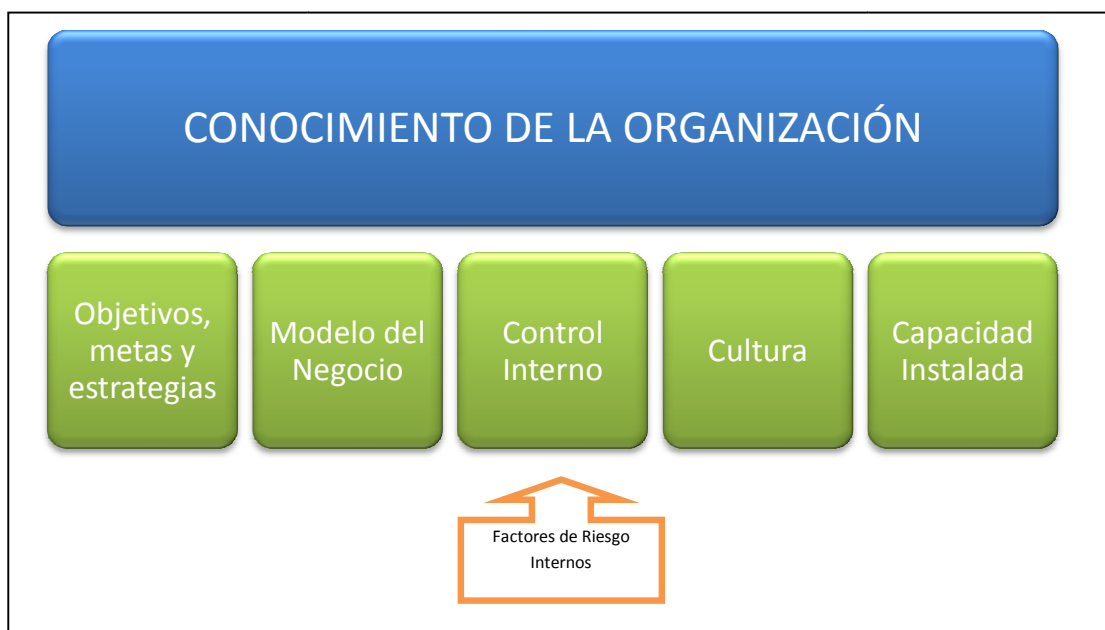 CONOCIMIENTO DE LA ORGANIZACIÓN
Objetivos,
metas y
estrategias
Modelo del
Negocio
Control
Interno
Cultura
Capacidad
Instalada
Factores de Riesgo
Internos